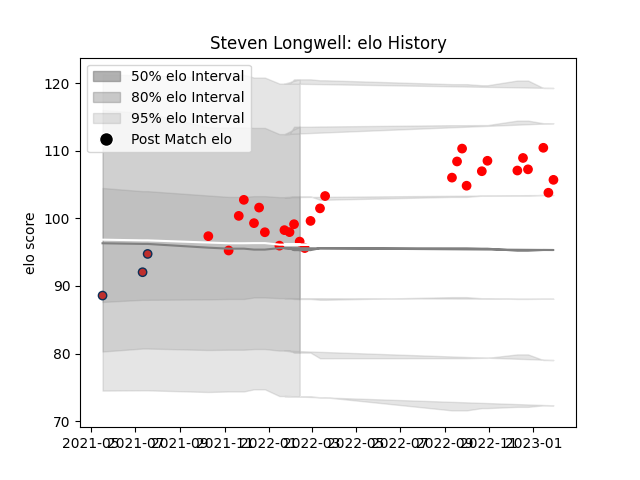 Steven Longwell: elo History
50% elo Interval
80% elo Interval
95% elo Interval
Post Match elo
elo score
120
110
100
90
80
70
2021-05 2021-07 2021-09 2021-11 2022-01 2022-03 2022-05 2022-07 2022-09 2022-11 2023-01